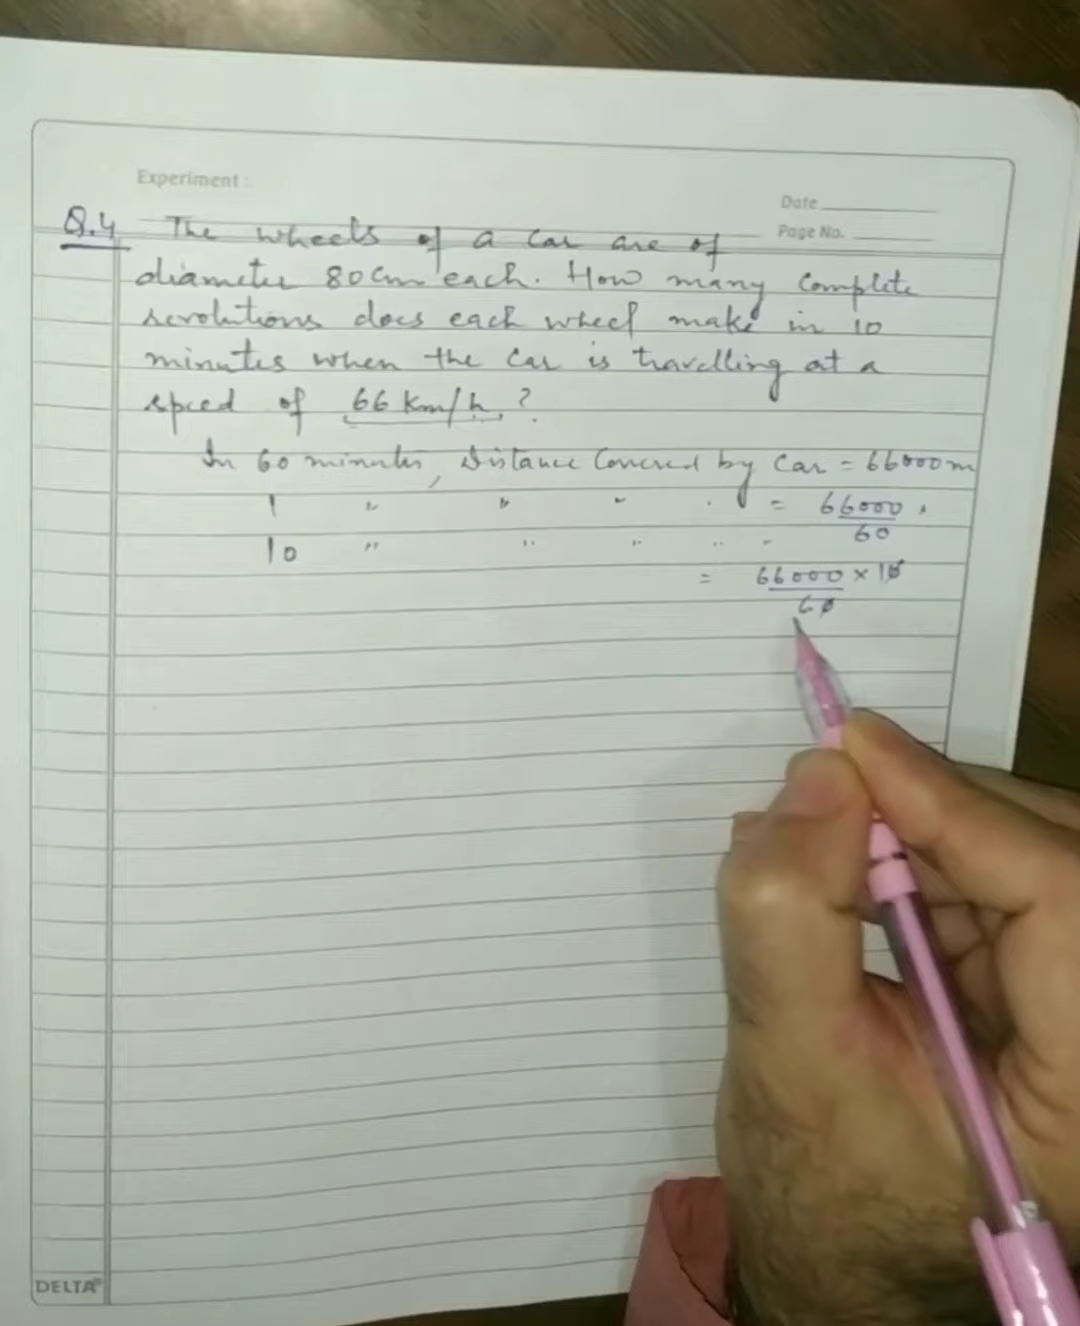 Experiment :
Date
Page No.
Q.4 The wheels of a car are of
diameter 80cm each. How many complete
revolutions does each wheel make in 10
minutes when the car is travelling at a
speed of 66 km/h ?
In 60 minutes, distance covered by car = 66000m
1 " " " " = 66000
60
10 " " " " "
= 66000 × 10
60
DELTA